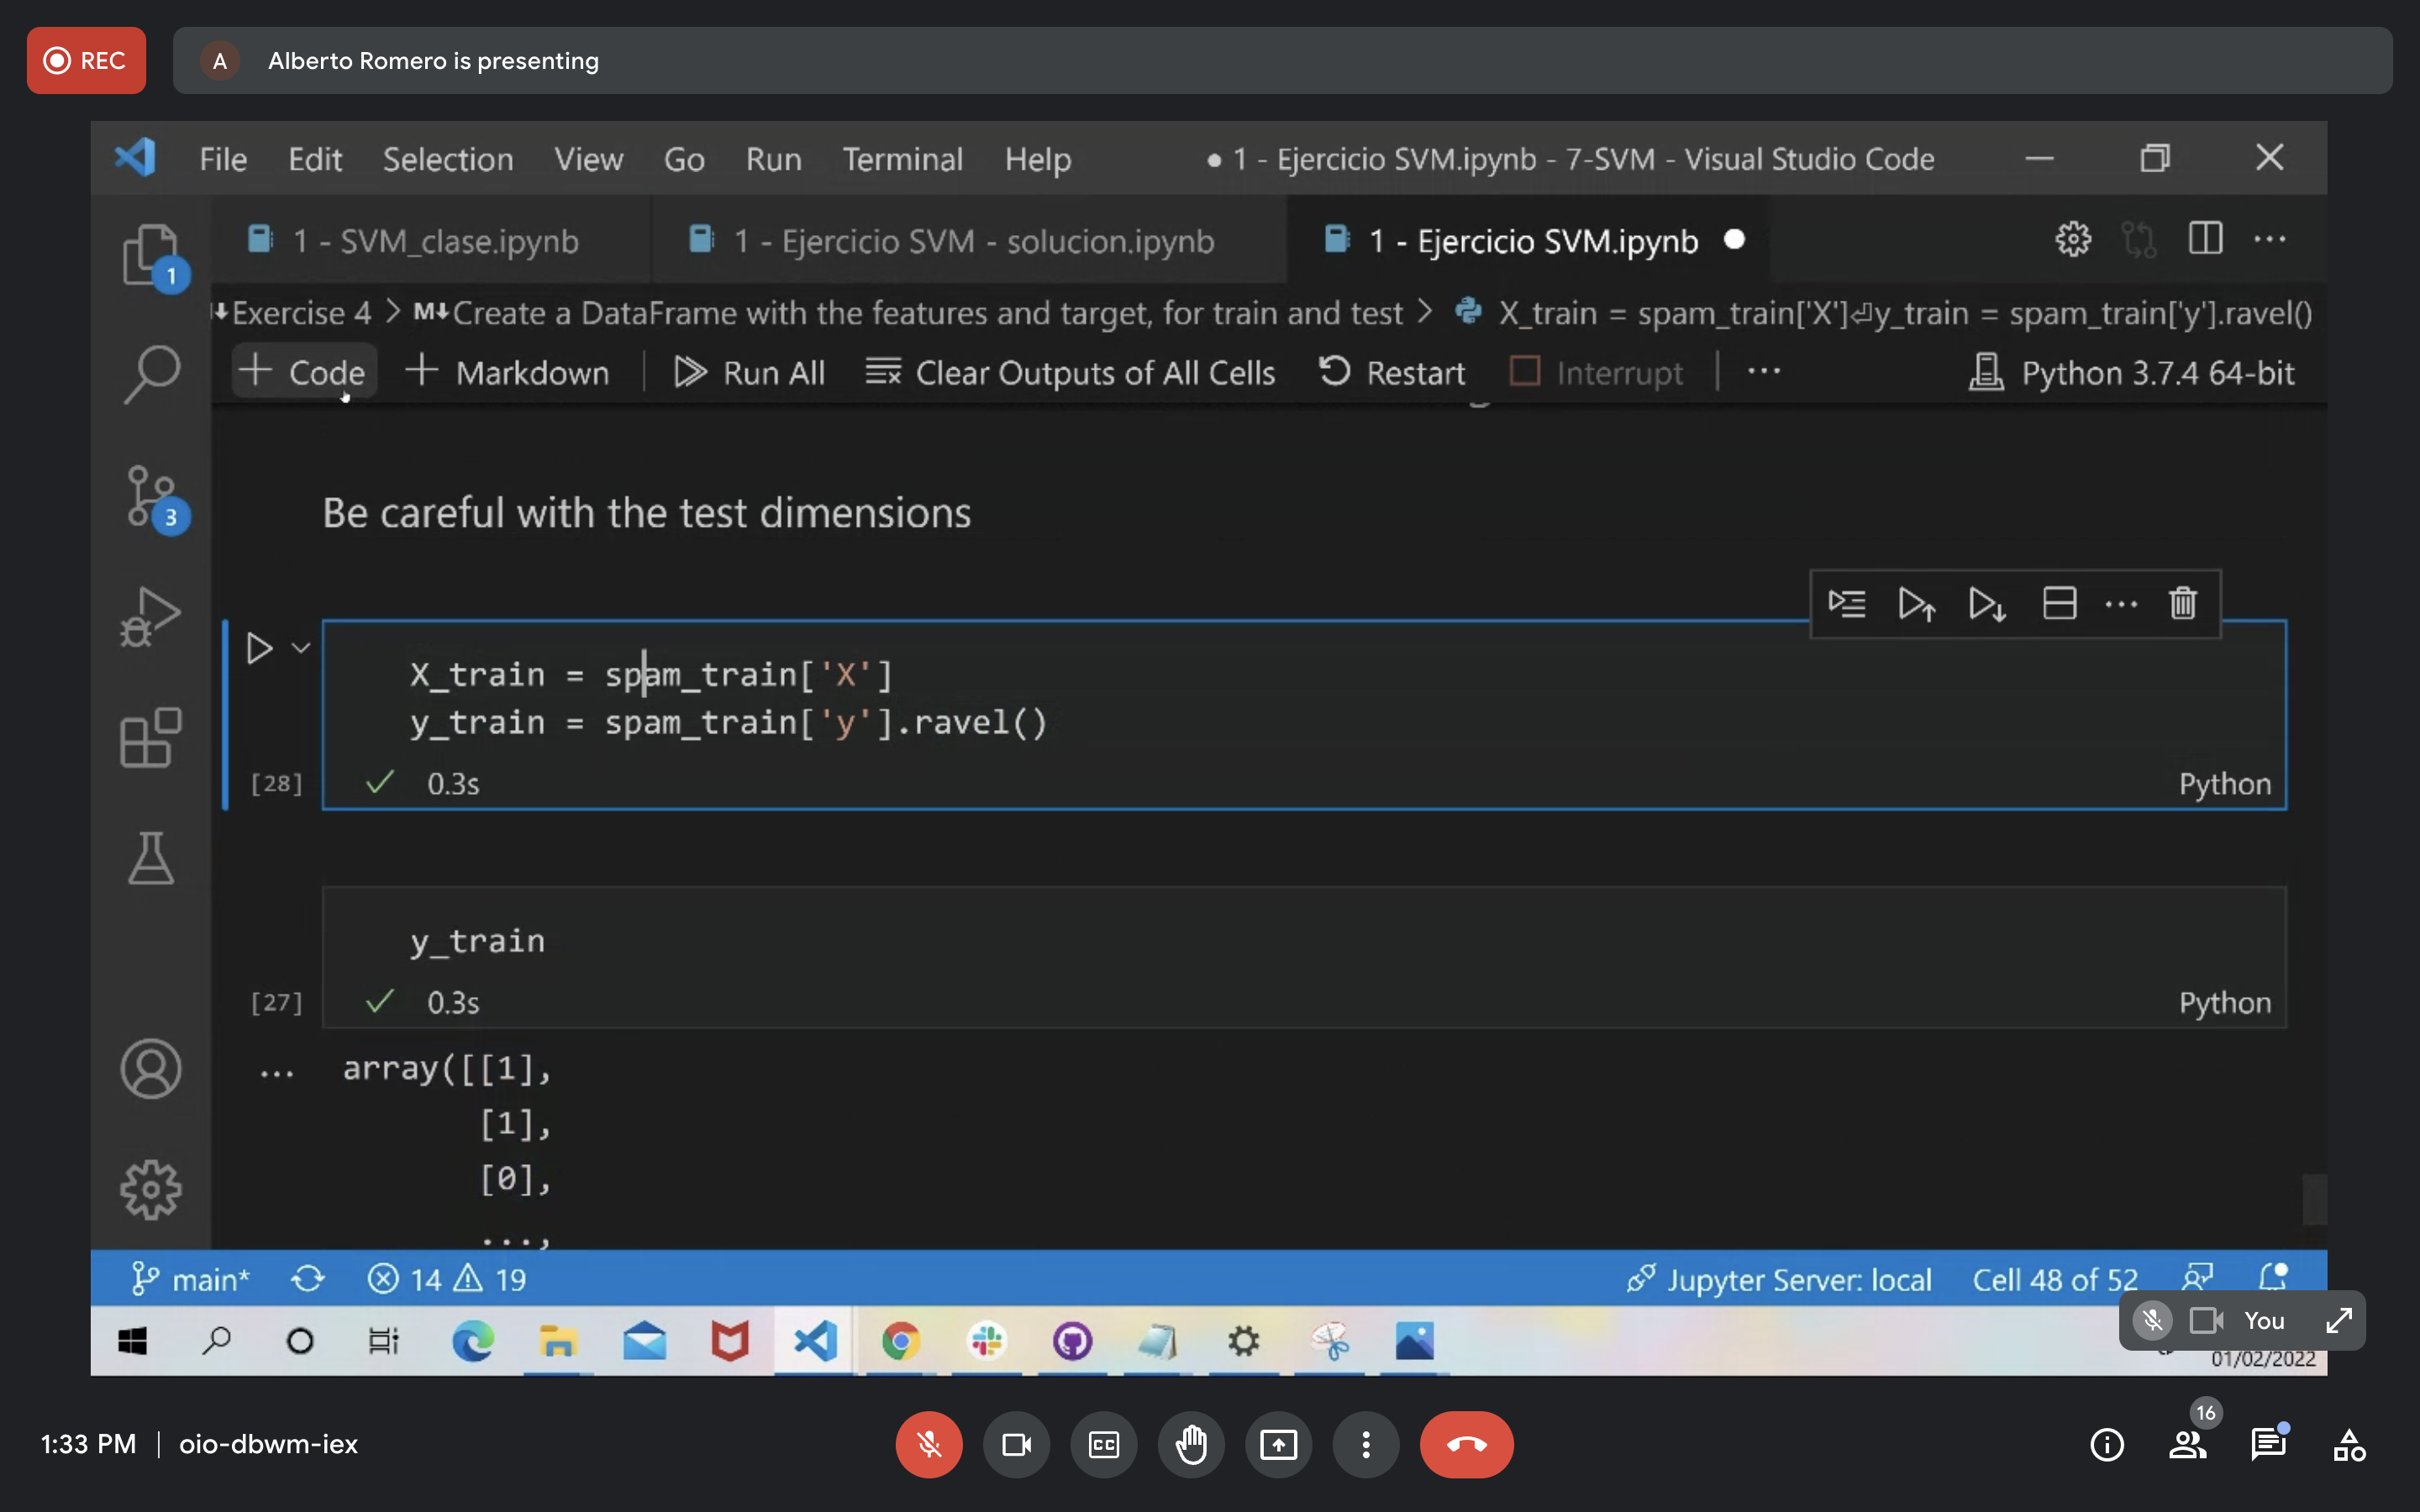 REC
A
Alberto Romero is presenting
File Edit Selection View Go Run Terminal Help
● 1 - Ejercicio SVM.ipynb - 7-SVM - Visual Studio Code
1 - SVM_clase.ipynb
1 - Ejercicio SVM - solucion.ipynb
1 - Ejercicio SVM.ipynb
Exercise 4 > M↓Create a DataFrame with the features and target, for train and test > X_train = spam_train['X']⏎y_train = spam_train['y'].ravel()
+ Code + Markdown Run All Clear Outputs of All Cells Restart Interrupt ... Python 3.7.4 64-bit
1
3
Be careful with the test dimensions
X_train = spam_train['X']
y_train = spam_train['y'].ravel()
[28] ✓ 0.3s Python
y_train
[27] ✓ 0.3s Python
... array([[1],
[1],
[0],
...,
main* 14 19 Jupyter Server: local Cell 48 of 52
You
01/02/2022
1:33 PM | oio-dbwm-iex
CC
16